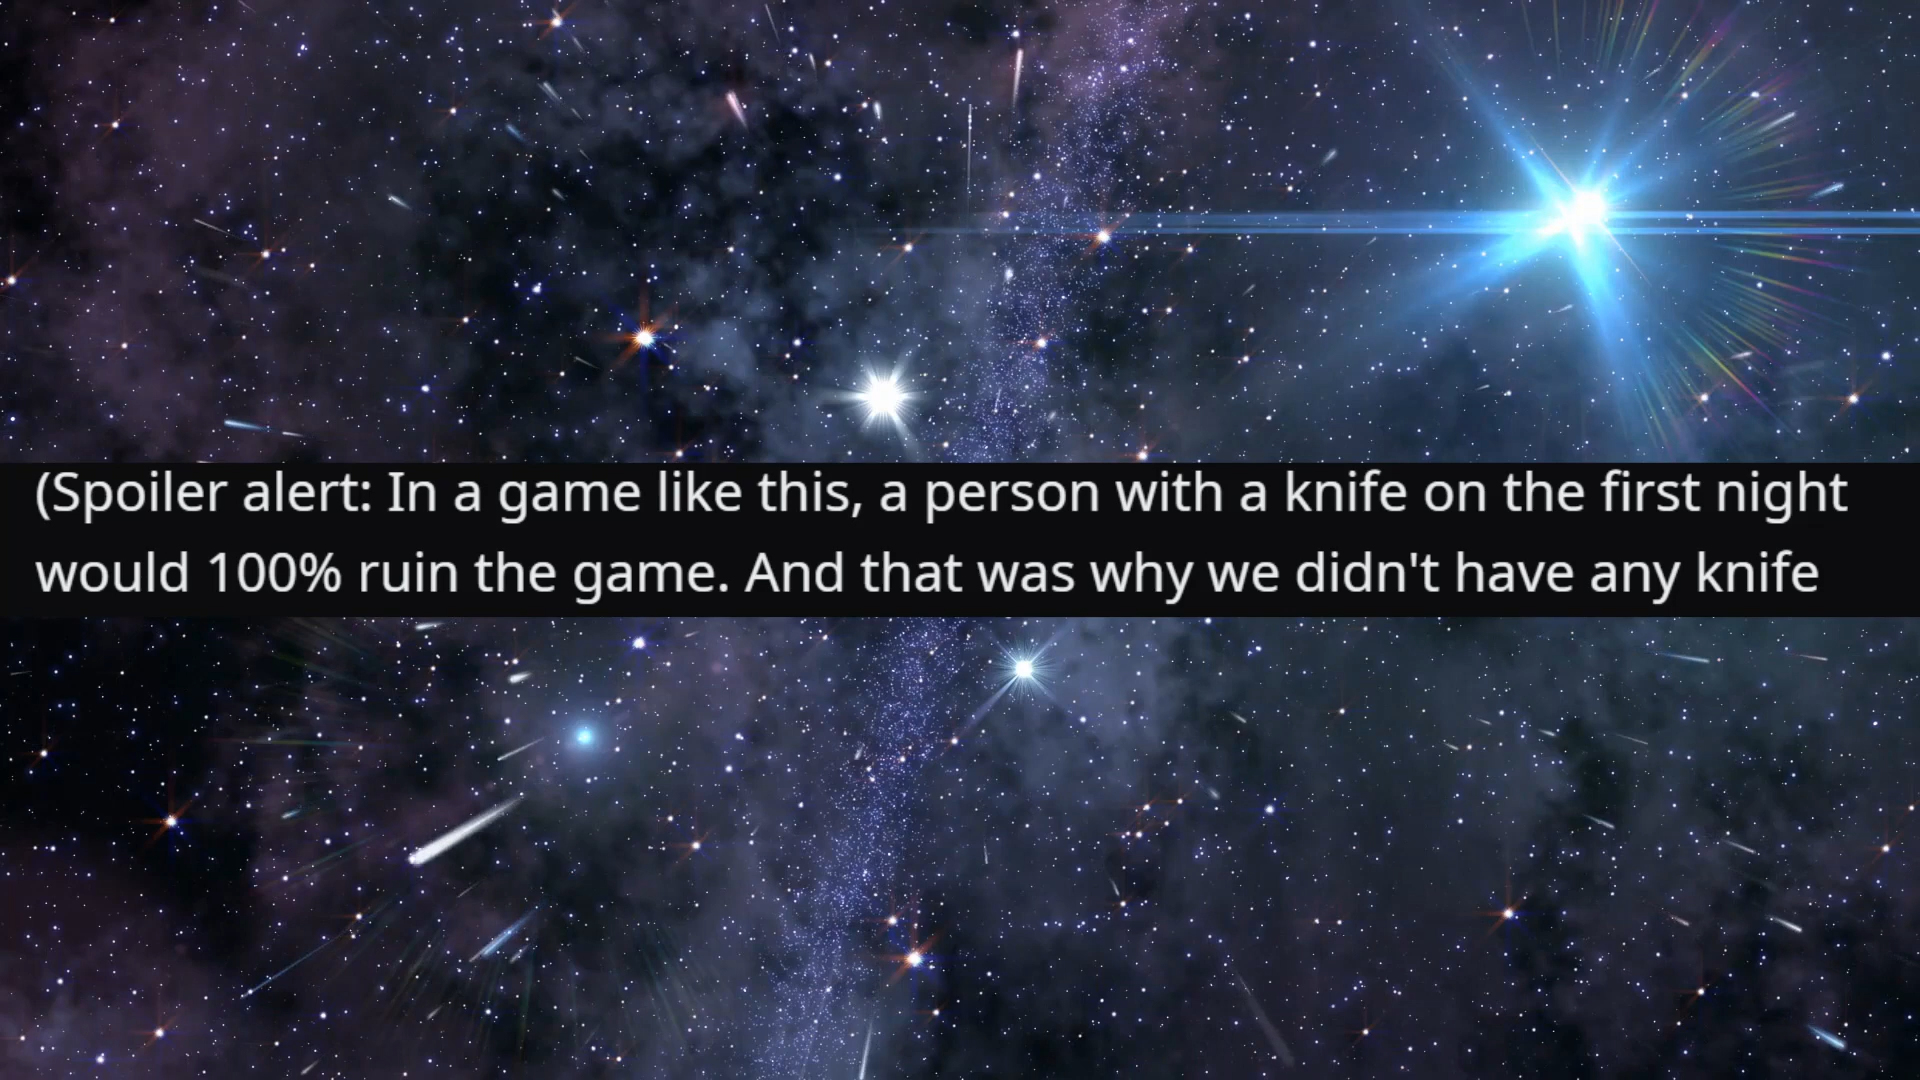 (Spoiler alert: In a game like this, a person with a knife on the first night
would 100% ruin the game. And that was why we didn't have any knife